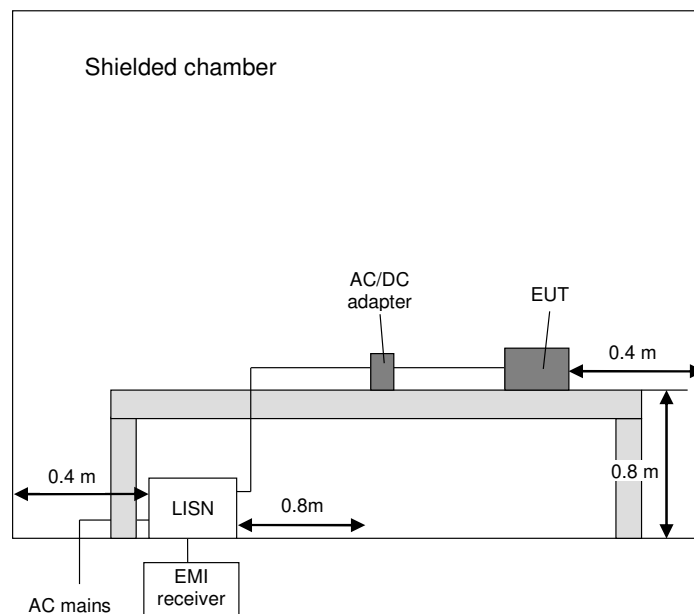 Shielded chamber
AC/DC
adapter
EUT
0.4 m
0.4 m
0.8 m
LISN
0.8m
EMI
receiver
AC mains